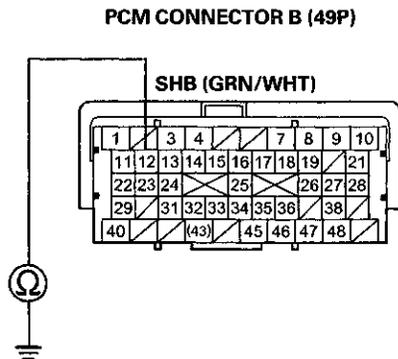 PCM CONNECTOR B (49P)
SHB (GRN/WHT)
1 3 4 7 8 9 10
11 12 13 14 15 16 17 18 19 21
22 23 24 25 26 27 28
29 31 32 33 34 35 36 38
40 (43) 45 46 47 48
Ω